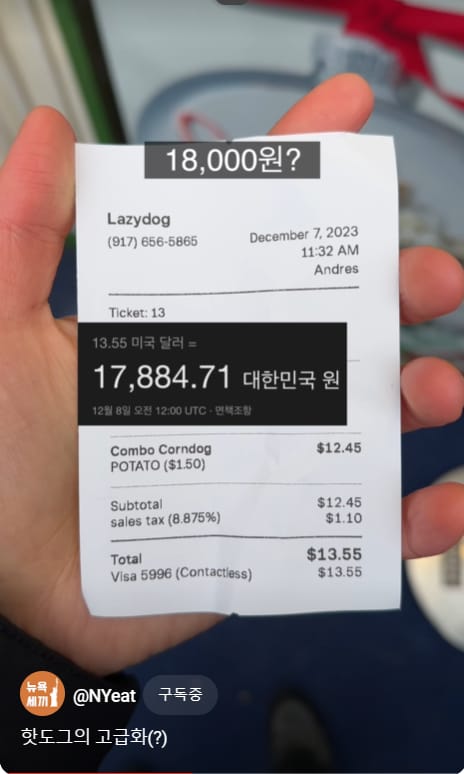 18,000원?
Lazydog
(917) 656-5865
December 7, 2023
11:32 AM
Andres
Ticket: 13
13.55 미국 달러 =
17,884.71 대한민국 원
12월 8일 오전 12:00 UTC · 면책조항
Combo Corndog $12.45
POTATO ($1.50)
Subtotal $12.45
sales tax (8.875%) $1.10
Total $13.55
Visa 5996 (Contactless) $13.55
뉴욕
세끼
@NYeat 구독중
핫도그의 고급화(?)